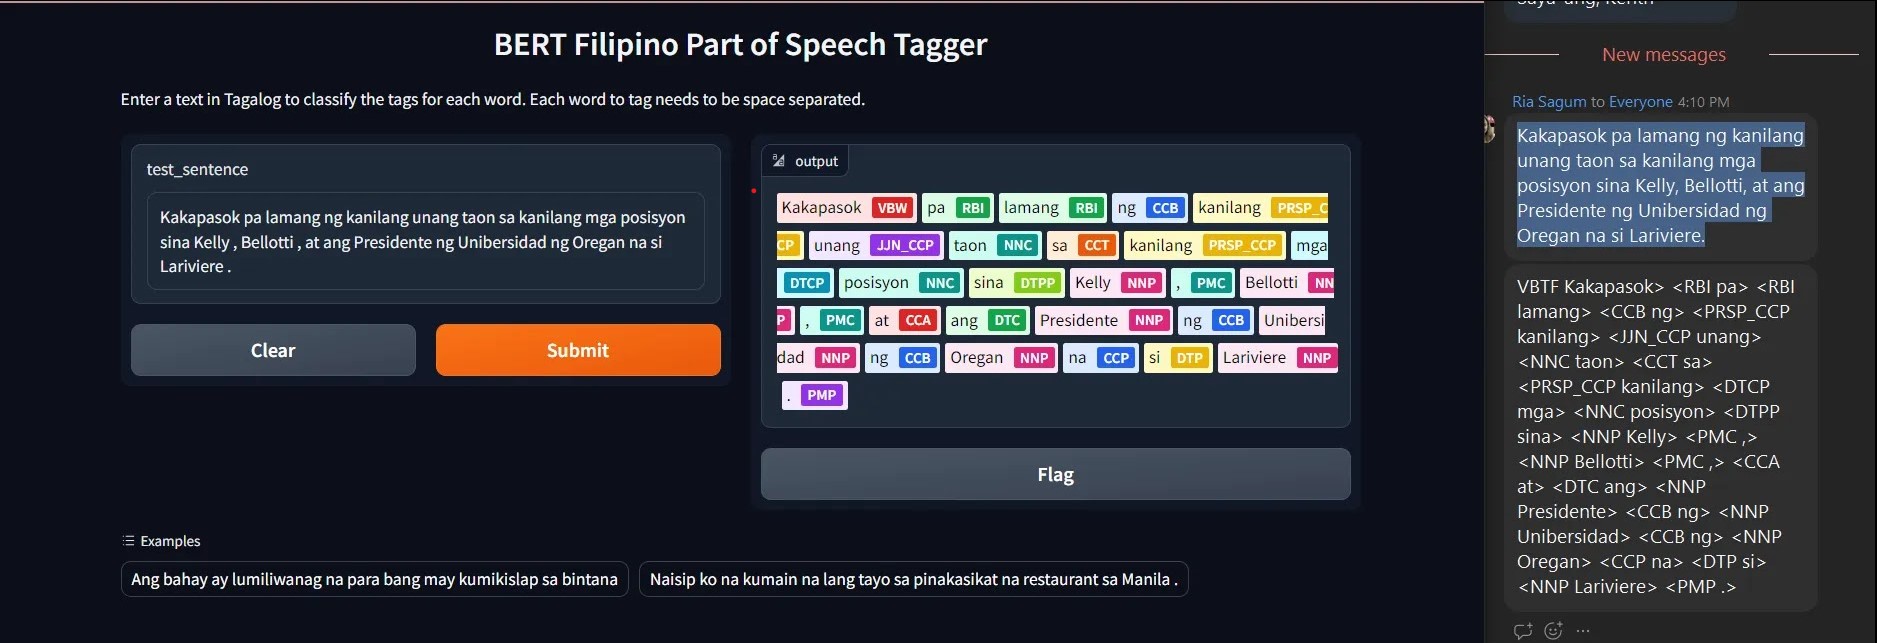 BERT Filipino Part of Speech Tagger
Enter a text in Tagalog to classify the tags for each word. Each word to tag needs to be space separated.
test_sentence
Kakapasok pa lamang ng kanilang unang taon sa kanilang mga posisyon
sina Kelly , Bellotti , at ang Presidente ng Unibersidad ng Oregan na si
Lariviere .
Clear
Submit
output
Kakapasok VBW pa RBI lamang RBI ng CCB kanilang PRSP_C
CP unang JJN_CCP taon NNC sa CCT kanilang PRSP_CCP mga
DTCP posisyon NNC sina DTPP Kelly NNP , PMC Bellotti NN
P , PMC at CCA ang DTC Presidente NNP ng CCB Unibersi
dad NNP ng CCB Oregan NNP na CCP si DTP Lariviere NNP
. PMP
Flag
Examples
Ang bahay ay lumiliwanag na para bang may kumikislap sa bintana
Naisip ko na kumain na lang tayo sa pinakasikat na restaurant sa Manila .
New messages
Ria Sagum to Everyone 4:10 PM
Kakapasok pa lamang ng kanilang
unang taon sa kanilang mga
posisyon sina Kelly, Bellotti, at ang
Presidente ng Unibersidad ng
Oregan na si Lariviere.
VBTF Kakapasok> <RBI pa> <RBI
lamang> <CCB ng> <PRSP_CCP
kanilang> <JJN_CCP unang>
<NNC taon> <CCT sa>
<PRSP_CCP kanilang> <DTCP
mga> <NNC posisyon> <DTPP
sina> <NNP Kelly> <PMC ,>
<NNP Bellotti> <PMC ,> <CCA
at> <DTC ang> <NNP
Presidente> <CCB ng> <NNP
Unibersidad> <CCB ng> <NNP
Oregan> <CCP na> <DTP si>
<NNP Lariviere> <PMP .>